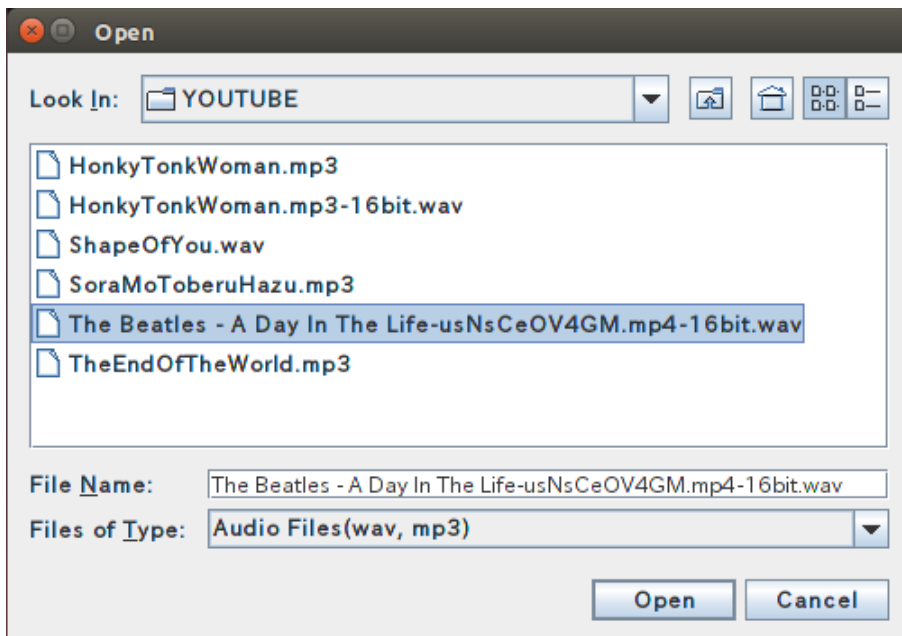 Open
Look In: YOUTUBE
HonkyTonkWoman.mp3
HonkyTonkWoman.mp3-16bit.wav
ShapeOfYou.wav
SoraMoToberuHazu.mp3
The Beatles - A Day In The Life-usNsCeOV4GM.mp4-16bit.wav
TheEndOfTheWorld.mp3
File Name: The Beatles - A Day In The Life-usNsCeOV4GM.mp4-16bit.wav
Files of Type: Audio Files(wav, mp3)
Open Cancel